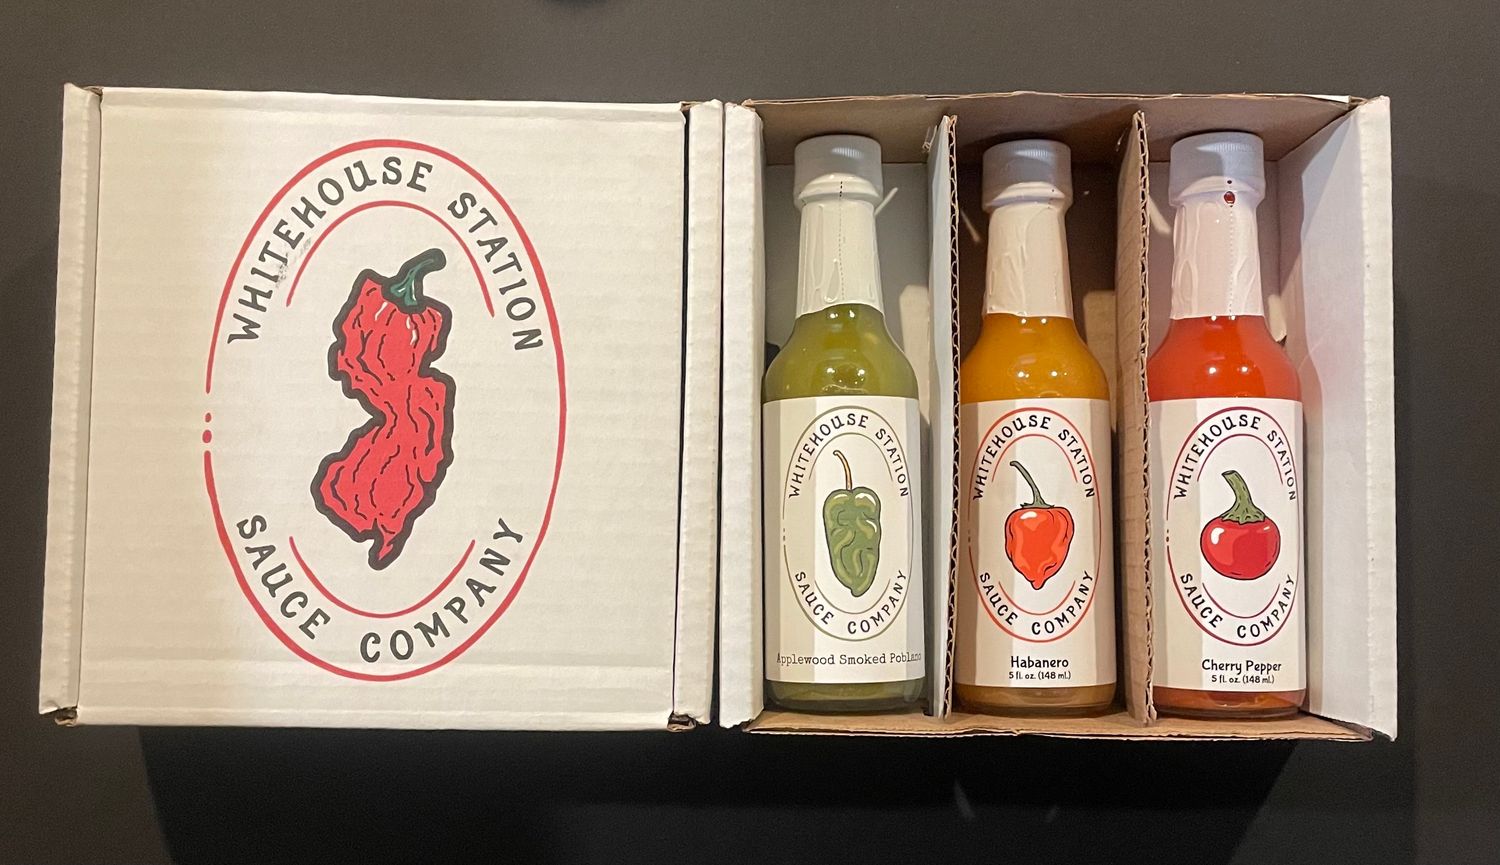 WHITEHOUSE STATION
SAUCE COMPANY
WHITEHOUSE STATION
SAUCE COMPANY
Applewood Smoked Poblano
WHITEHOUSE STATION
SAUCE COMPANY
Habanero
5 fl. oz. (148 ml.)
WHITEHOUSE STATION
SAUCE COMPANY
Cherry Pepper
5 fl. oz. (148 ml.)